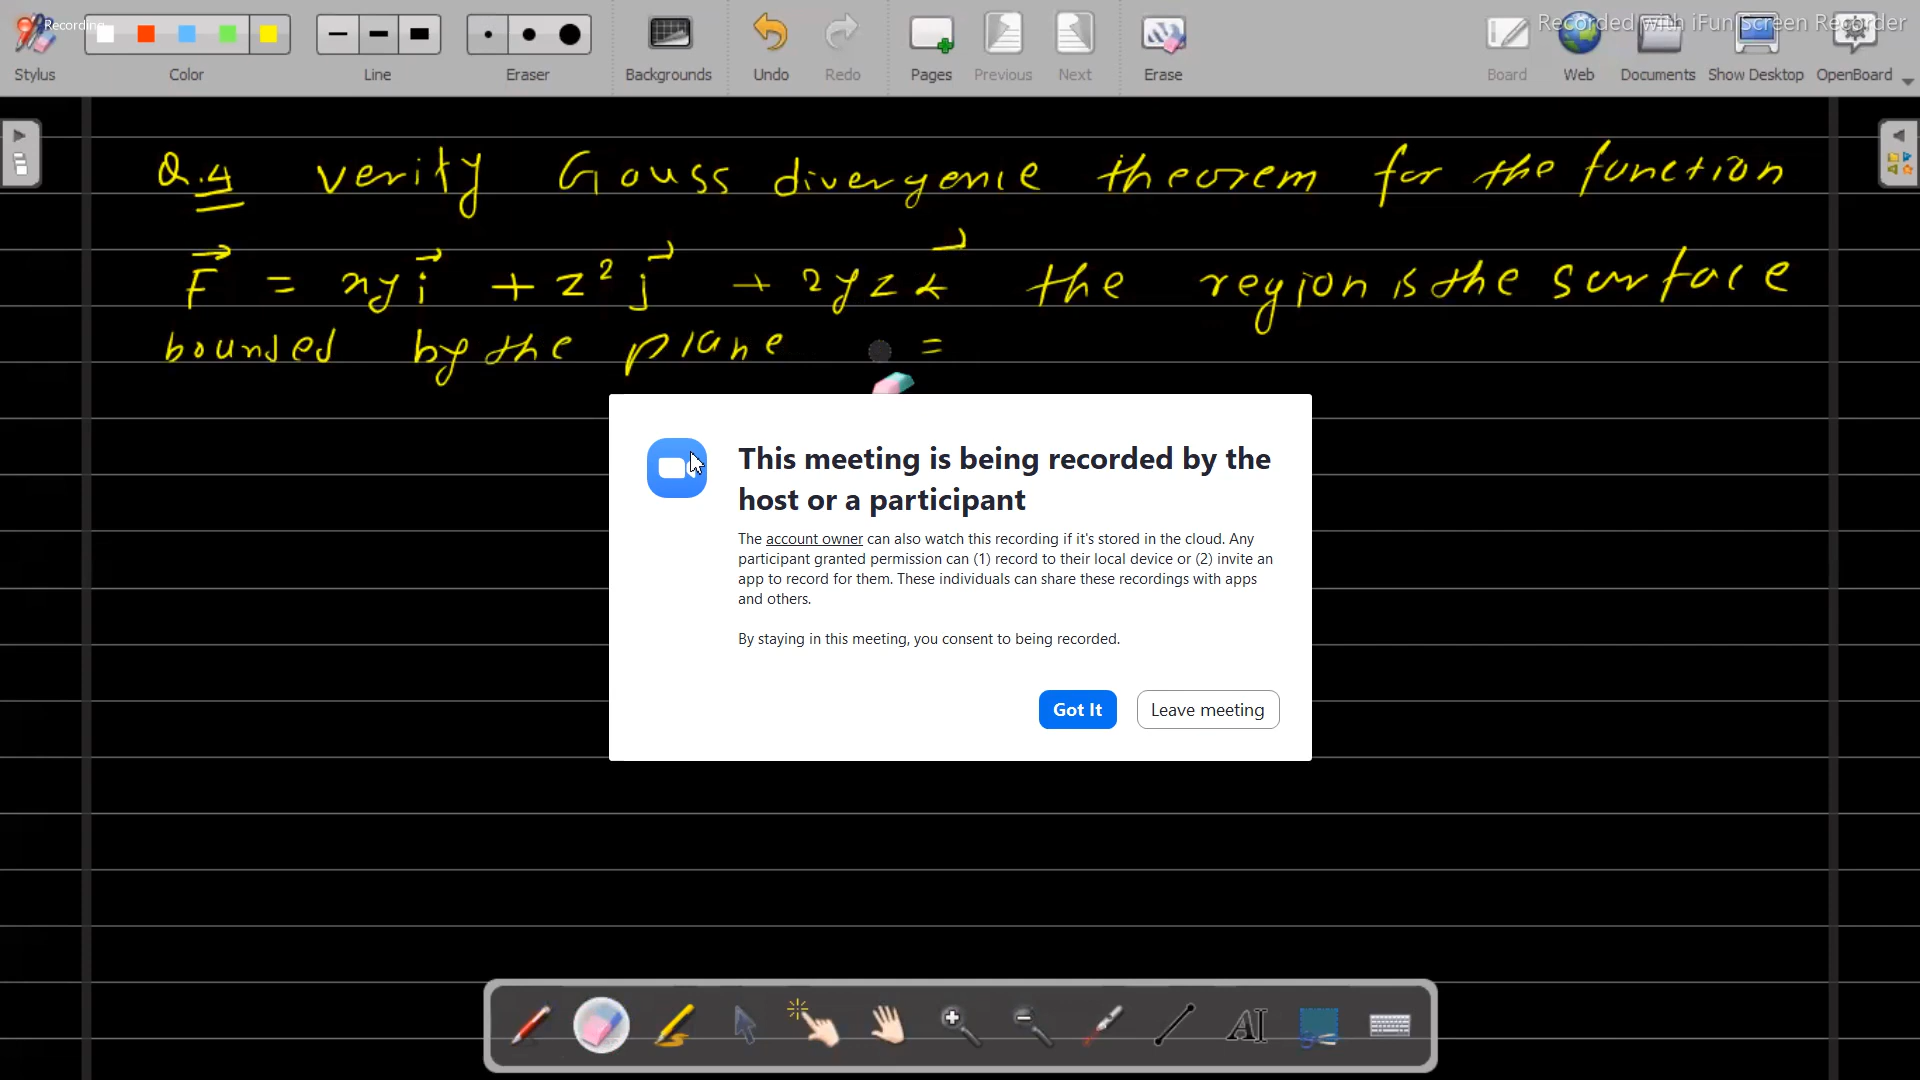 Recording
Recorded with iFun Screen Recorder
Stylus Color Line Eraser Backgrounds Undo Redo Pages Previous Next Erase Board Web Documents Show Desktop OpenBoard
Q.4 verify Gauss divergence theorem for the function
F = xy i + z² j + 2yz k the region is the surface
bounded by the plane =
This meeting is being recorded by the
host or a participant
The account owner can also watch this recording if it's stored in the cloud. Any
participant granted permission can (1) record to their local device or (2) invite an
app to record for them. These individuals can share these recordings with apps
and others.
By staying in this meeting, you consent to being recorded.
Got It Leave meeting
AI